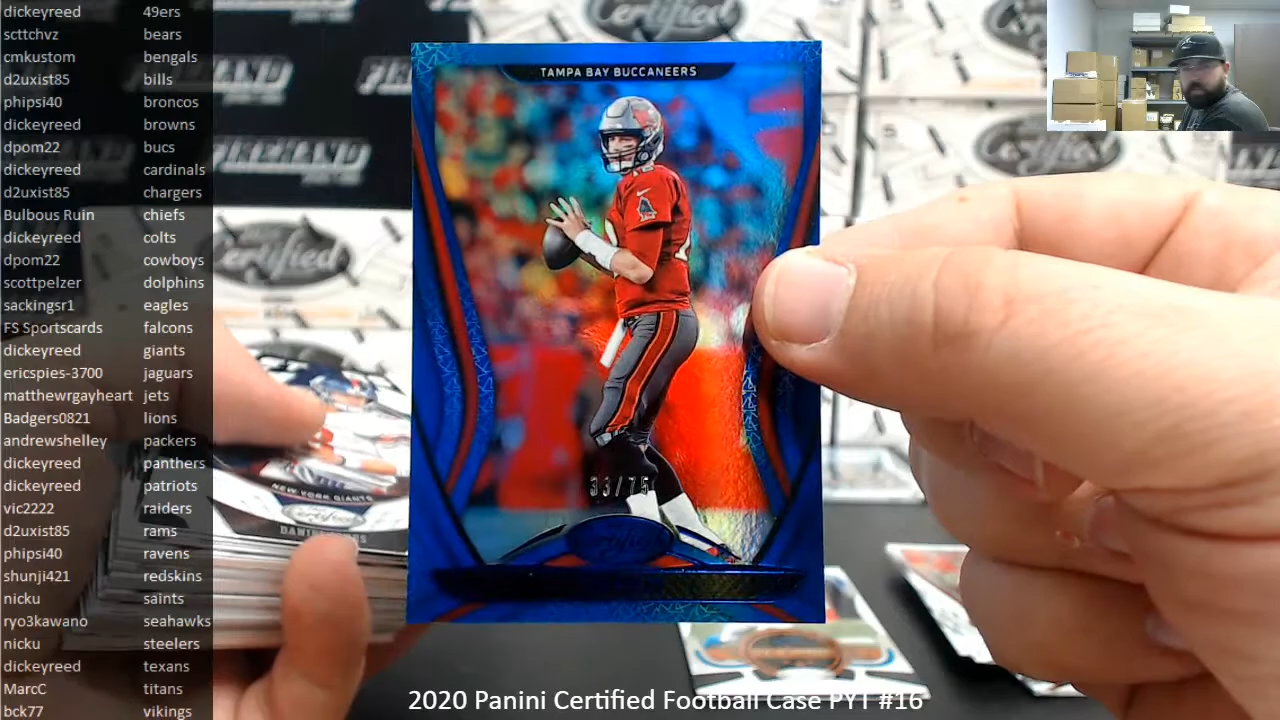 dickeyreed 49ers
scttchvz bears
cmkustom bengals
d2uxist85 bills
phipsi40 broncos
dickeyreed browns
dpom22 bucs
dickeyreed cardinals
d2uxist85 chargers
Bulbous Ruin chiefs
dickeyreed colts
dpom22 cowboys
scottpelzer dolphins
sackingsr1 eagles
FS Sportscards falcons
dickeyreed giants
ericspies-3700 jaguars
matthewrgayheart jets
Badgers0821 lions
andrewshelley packers
dickeyreed panthers
dickeyreed patriots
vic2222 raiders
d2uxist85 rams
phipsi40 ravens
shunji421 redskins
nicku saints
ryo3kawano seahawks
nicku steelers
dickeyreed texans
MarcC titans
bck77 vikings
FIREHAND
Certified
Certified
Certified
TAMPA BAY BUCCANEERS
12
33/75
NEW YORK GIANTS
2020 Panini Certified Football Case PYT #16